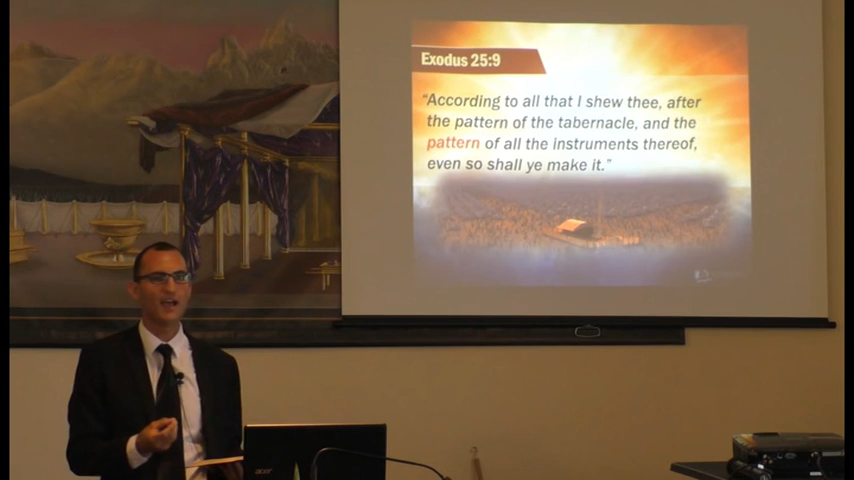 Exodus 25:9
“According to all that I shew thee, after
the pattern of the tabernacle, and the
pattern of all the instruments thereof,
even so shall ye make it.”
acer